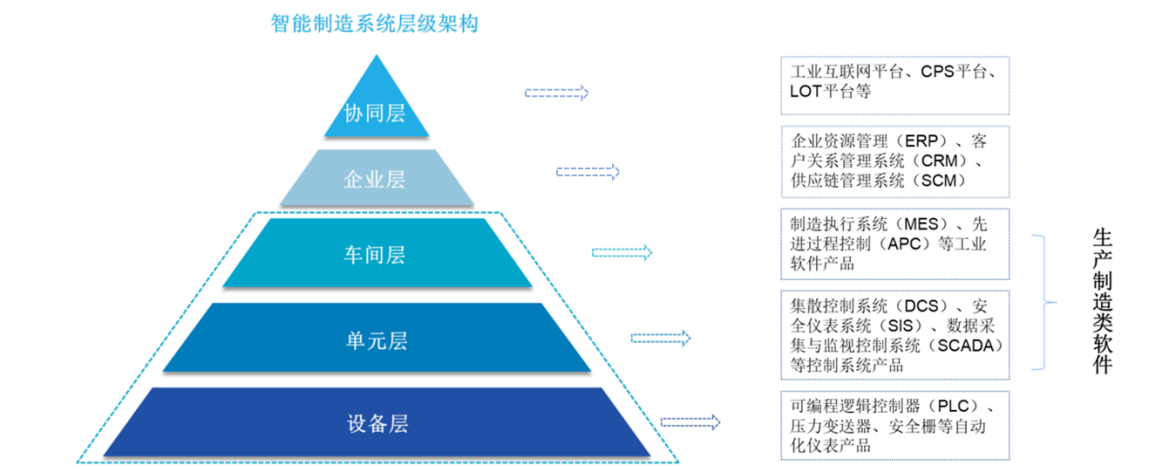 智能制造系统层级架构
协同层
工业互联网平台、CPS平台、
LOT平台等
企业层
企业资源管理（ERP）、客
户关系管理系统（CRM）、
供应链管理系统（SCM）
车间层
制造执行系统（MES）、先
进过程控制（APC）等工业
软件产品
单元层
集散控制系统（DCS）、安
全仪表系统（SIS）、数据采
集与监视控制系统（SCADA）
等控制系统产品
设备层
可编程逻辑控制器（PLC）、
压力变送器、安全栅等自动
化仪表产品
生产制造类软件